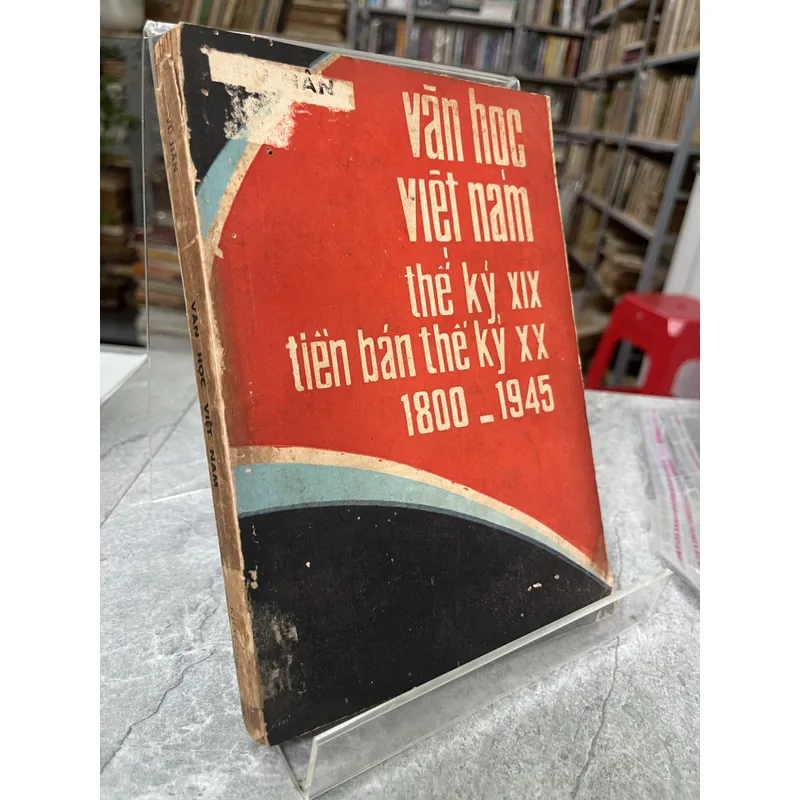 văn học
việt nam
thế kỷ XIX
tiền bán thế kỷ XX
1800 - 1945
VĂN HỌC VIỆT NAM